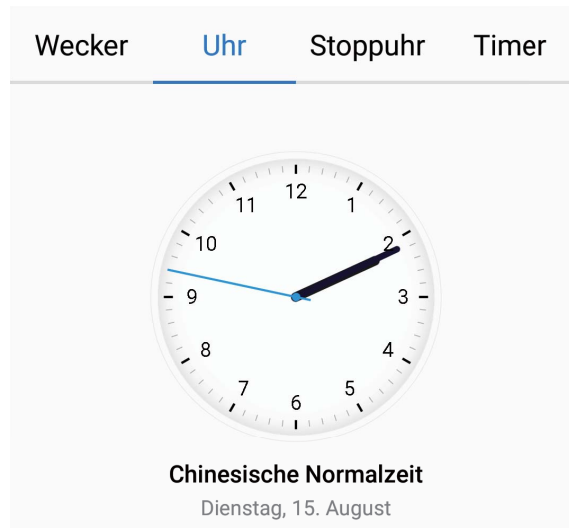 Wecker Uhr Stoppuhr Timer
12
11 1
10 2
9 3
8 4
7 5
6
Chinesische Normalzeit
Dienstag, 15. August